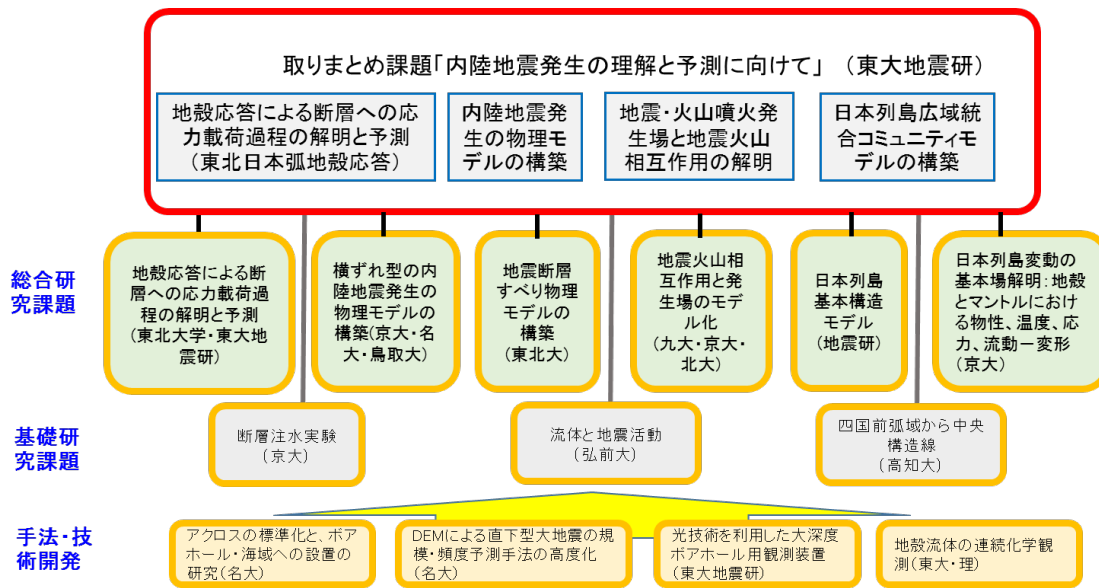 取りまとめ課題「内陸地震発生の理解と予測に向けて」 （東大地震研）
地殻応答による断層への応
力載荷過程の解明と予測
（東北日本弧地殻応答）
内陸地震発
生の物理モ
デルの構築
地震・火山噴火発
生場と地震火山
相互作用の解明
日本列島広域統
合コミュニティモ
デルの構築
総合研
究課題
地殻応答による断
層への応力載荷過
程の解明と予測
(東北大学・東大地
震研)
横ずれ型の内
陸地震発生の
物理モデルの
構築(京大・名
大・鳥取大)
地震断層
すべり物理
モデルの
構築
(東北大)
地震火山相
互作用と発
生場のモデ
ル化
(九大・京大・
北大)
日本列島
基本構造
モデル
(地震研)
日本列島変動の
基本場解明:地殻
とマントルにおけ
る物性、温度、応
力、流動－変形
(京大)
基礎研
究課題
断層注水実験
(京大)
流体と地震活動
(弘前大)
四国前弧域から中央
構造線
(高知大)
手法・技
術開発
アクロスの標準化と、ボア
ホール・海域への設置の
研究(名大)
DEMによる直下型大地震の規
模・頻度予測手法の高度化
(名大)
光技術を利用した大深度
ボアホール用観測装置
(東大地震研)
地殻流体の連続化学観
測(東大・理)